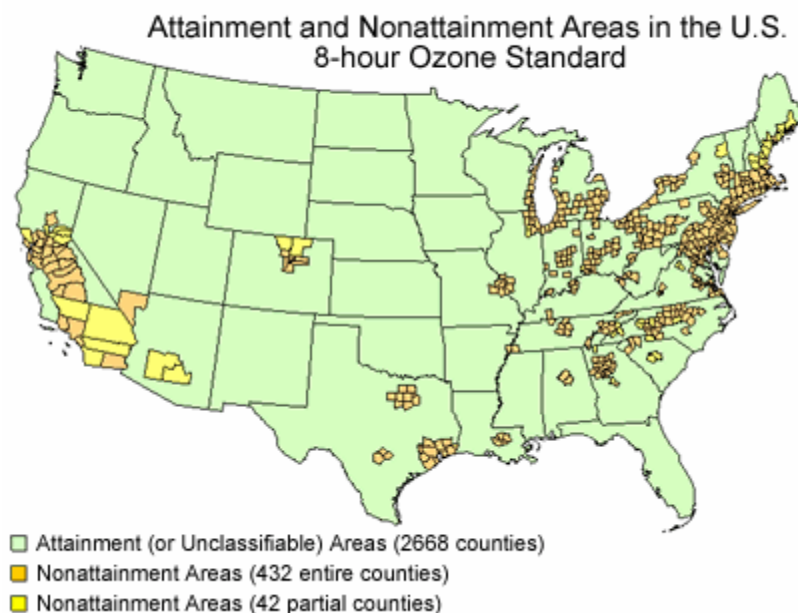 Attainment and Nonattainment Areas in the U.S.
8-hour Ozone Standard
Attainment (or Unclassifiable) Areas (2668 counties)
Nonattainment Areas (432 entire counties)
Nonattainment Areas (42 partial counties)